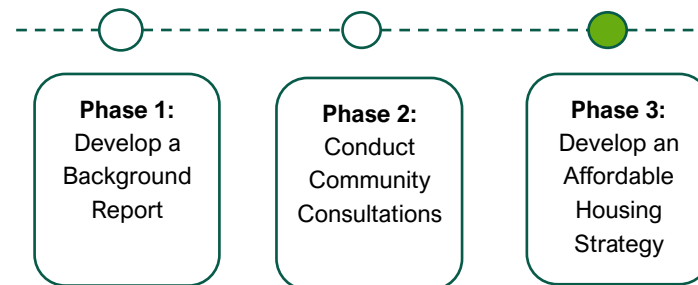 Phase 1:
Develop a
Background
Report
Phase 2:
Conduct
Community
Consultations
Phase 3:
Develop an
Affordable
Housing
Strategy